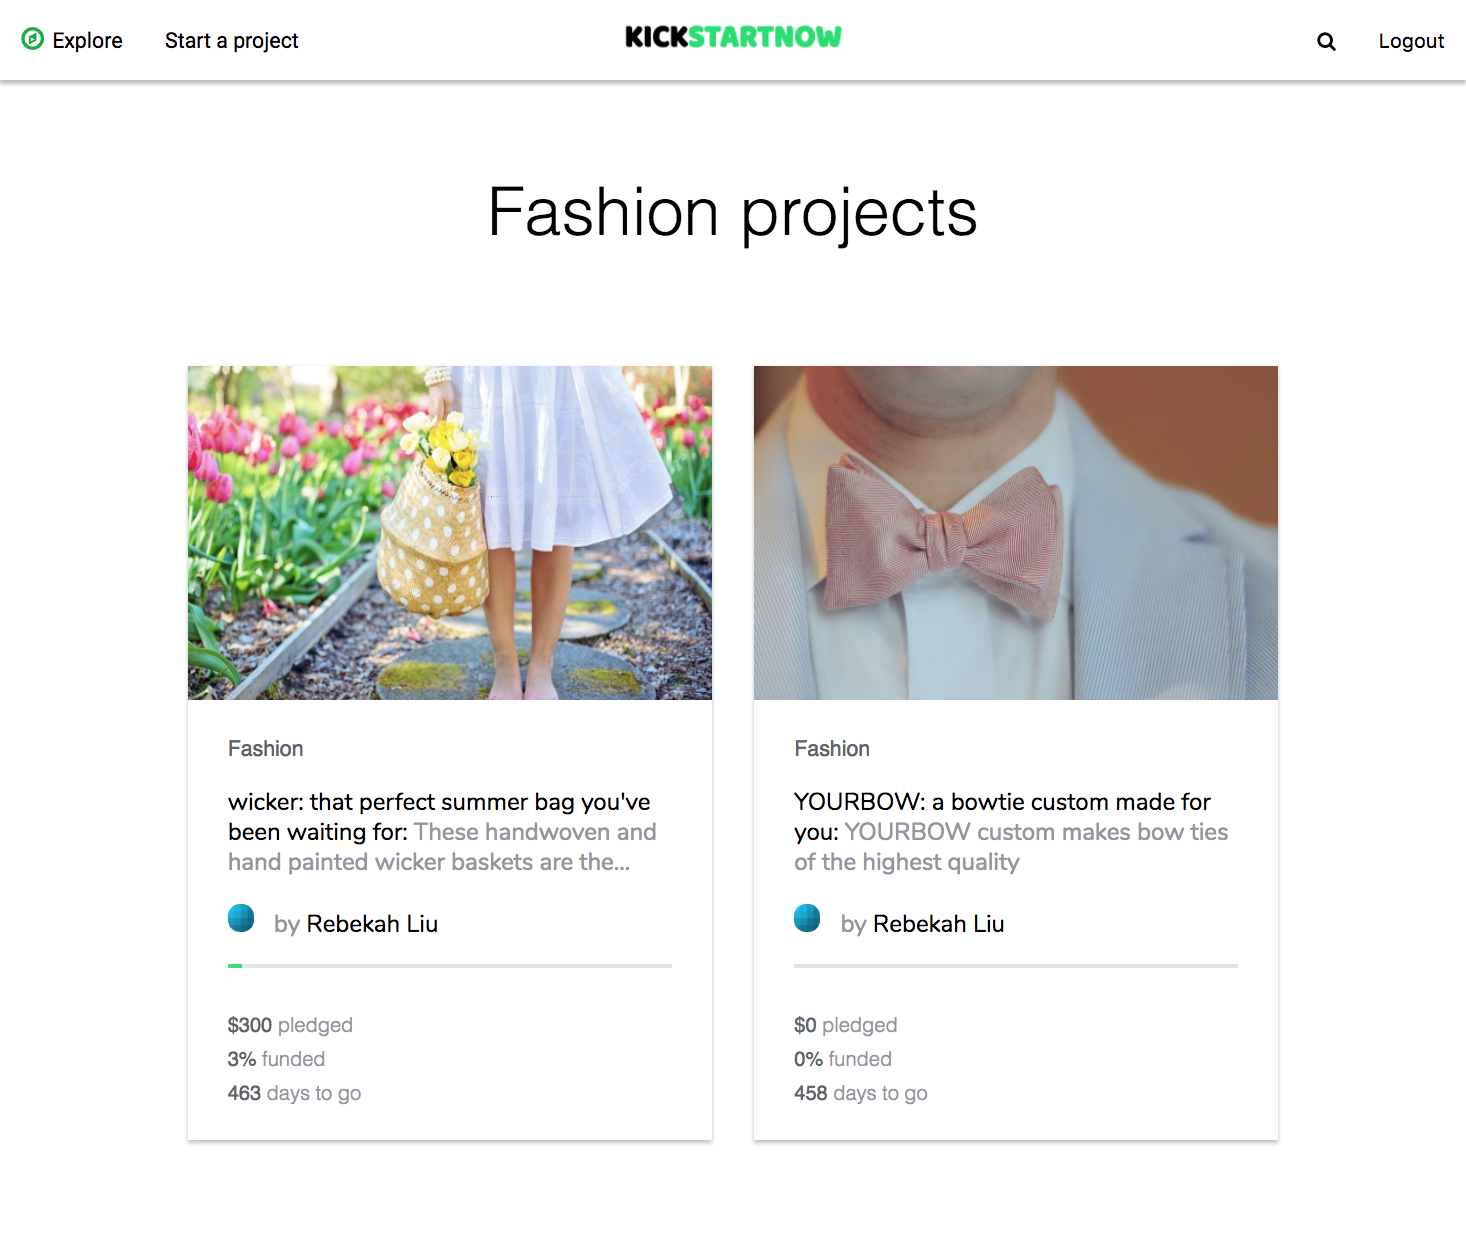 Explore
Start a project
KICKSTARTNOW
Logout
Fashion projects
Fashion
wicker: that perfect summer bag you've
been waiting for: These handwoven and
hand painted wicker baskets are the...
by Rebekah Liu
$300 pledged
3% funded
463 days to go
Fashion
YOURBOW: a bowtie custom made for
you: YOURBOW custom makes bow ties
of the highest quality
by Rebekah Liu
$0 pledged
0% funded
458 days to go